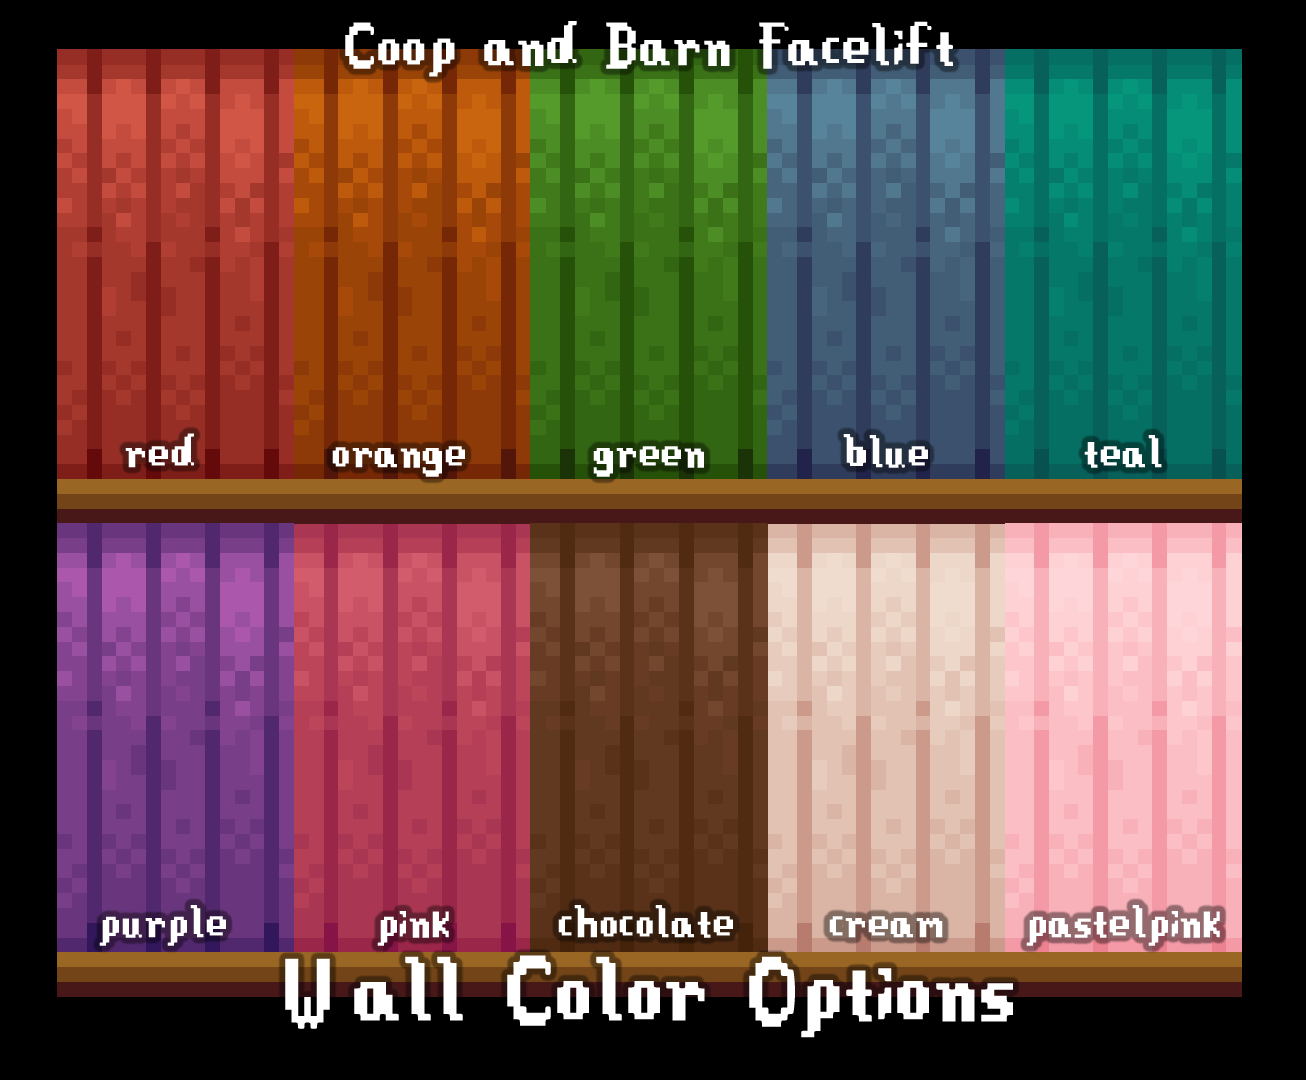 Coop and Barn Facelift
red orange green blue teal
purple pink chocolate cream pastelpink
Wall Color Options